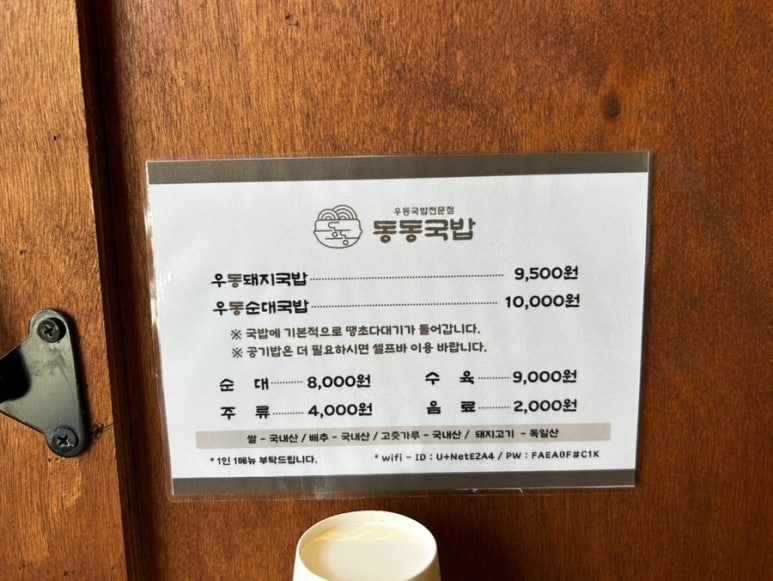 우동국밥전문점
동동국밥
우동돼지국밥 9,500원
우동순대국밥 10,000원
※ 국밥에 기본적으로 땡초다대기가 들어갑니다.
※ 공기밥은 더 필요하시면 셀프바 이용 바랍니다.
순 대 8,000원 수 육 9,000원
주 류 4,000원 음 료 2,000원
쌀 - 국내산 / 배추 - 국내산 / 고춧가루 - 국내산 / 돼지고기 - 독일산
* 1인 1메뉴 부탁드립니다. * wifi - ID : U+NetE2A4 / PW : FAEA0F#C1K